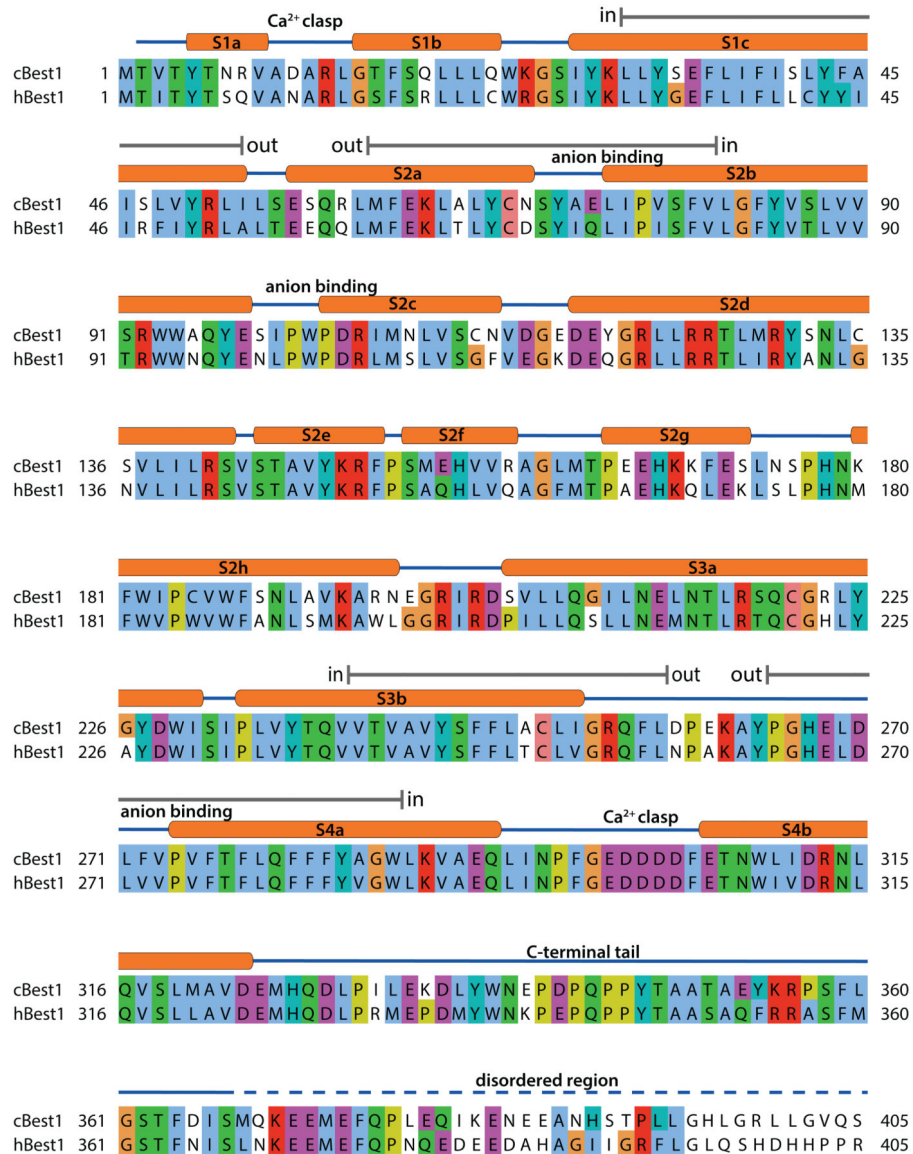 Ca²⁺ clasp in
S1a S1b S1c
cBest1 1 MTVTYTNRVADARLGTFSQLLLQWKGSIYKLLYSEFLIFISLYFA 45
hBest1 1 MTITYTSQVANARLGSFSRLLLCWRGSIYKLLYGEFLIFLLCYYI 45
out out in
anion binding
S2a S2b
cBest1 46 ISLVYRLILSESQRLMFEKLALYCNSYAELIPVSFVLGFYVSLVV 90
hBest1 46 IRFIYRLALTEEQQLMFEKLTLYCDSYIQLIPISFVLGFYVTLVV 90
anion binding
S2c S2d
cBest1 91 SRWWAQYESIPWPDRIMNLVSCNVDGEDEYGRLLRRTLMRYSNLC 135
hBest1 91 TRWWNQYENLPWPDRLMSLVSGFVEGKDEQGRLLRRTLIRYANLG 135
S2e S2f S2g
cBest1 136 SVLILRSVSTAVYKRFPSMEHVVRAGLMTPEEHKKFESLNSPHNK 180
hBest1 136 NVLILRSVSTAVYKRFPSAQHLVQAGFMTPAEHKQLEKLSLPHNM 180
S2h S3a
cBest1 181 FWIPCVWFSNLAVKARNEGRIRDSVLLQGILNELNTLRSQCGRLY 225
hBest1 181 FWVPWVWFANLSMKAWLGGRIRDPILLQSLLNEMNTLRTQCGHLY 225
in out out
S3b
cBest1 226 GYDWISIPLVYTQVVTVAVYSFFLACLIGRQFLDPEKAYPGHELD 270
hBest1 226 AYDWISIPLVYTQVVTVAVYSFFLTCLVGRQFLNPAKAYPGHELD 270
in
anion binding Ca²⁺ clasp
S4a S4b
cBest1 271 LFVPVFTFLQFFFYAGWLKVAEQLINPFGEDDDDFETNWLIDRNL 315
hBest1 271 LVVPVFTFLQFFFYVGWLKVAEQLINPFGEDDDDFETNWIVDRNL 315
C-terminal tail
cBest1 316 QVSLMAVDEMHQDLPILEKDLYWNEPDPQPPYTAATAEYKRPSFL 360
hBest1 316 QVSLLAVDEMHQDLPRMEPDMYWNKPEPQPPYTAASAQFRRASFM 360
disordered region
cBest1 361 GSTFDISMQKEEMEFQPLEQIKENEEANHSTPLLGHLGRLLGVQS 405
hBest1 361 GSTFNISLNKEEMEFQPNQEDEEDAHAGIIGRFLGLQSHDHHPPR 405